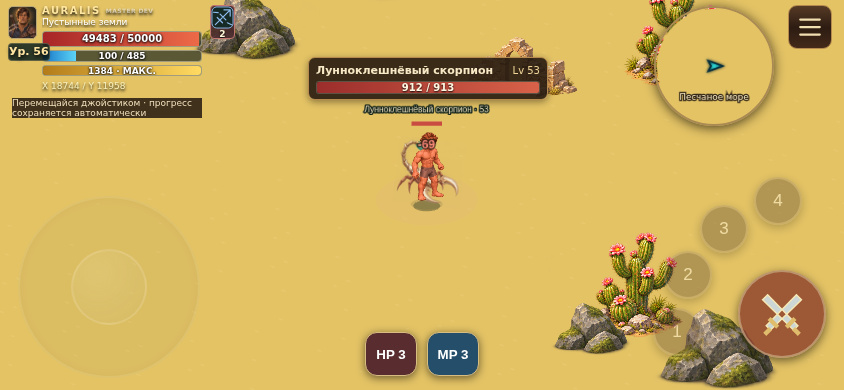 AURALIS MASTER DEV
Пустынные земли
49483 / 50000
Ур. 56
100 / 485
1384 · МАКС.
X 18744 / Y 11958
Перемещайся джойстиком · прогресс
сохраняется автоматически
2
Лунноклешнёвый скорпион Lv 53
912 / 913
Лунноклешнёвый скорпион · 53
-69
Песчаное море
4
3
2
1
HP 3
MP 3